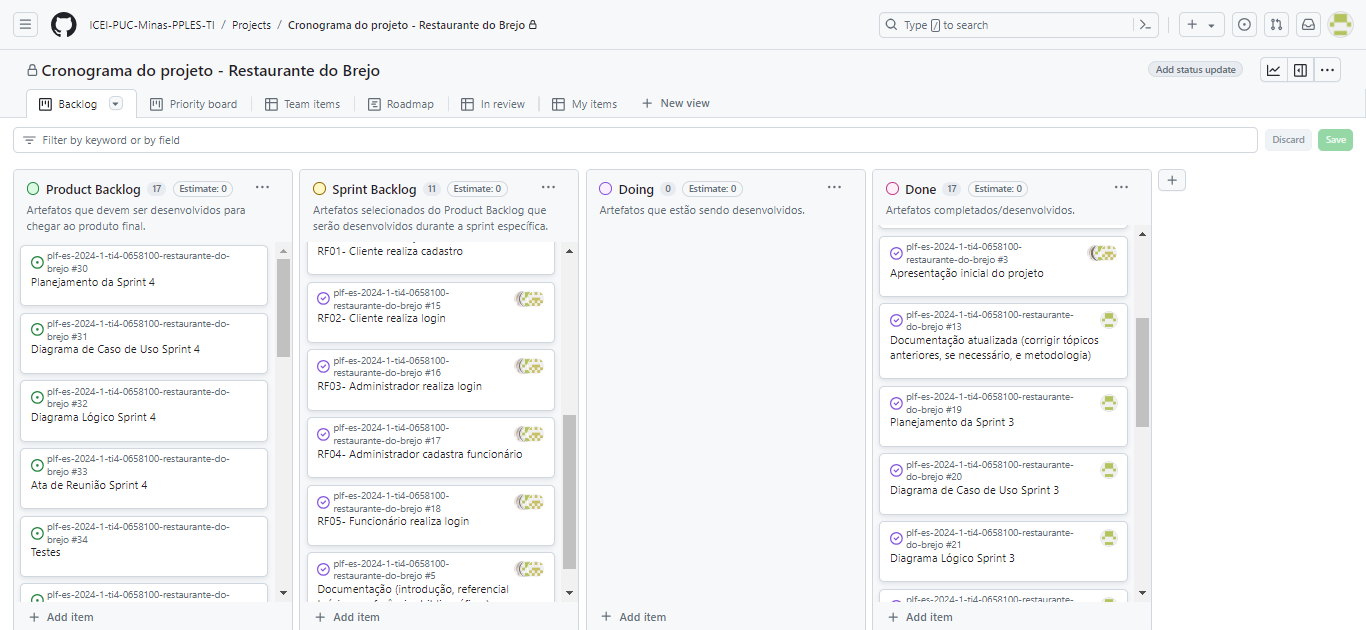 ICEI-PUC-Minas-PPLES-TI / Projects / Cronograma do projeto - Restaurante do Brejo
Type / to search
Cronograma do projeto - Restaurante do Brejo
Add status update
Backlog
Priority board
Team items
Roadmap
In review
My items
New view
Filter by keyword or by field
Discard
Save
Product Backlog 17 Estimate: 0
Artefatos que devem ser desenvolvidos para
chegar ao produto final.
plf-es-2024-1-ti4-0658100-restaurante-do-
brejo #30
Planejamento da Sprint 4
plf-es-2024-1-ti4-0658100-restaurante-do-
brejo #31
Diagrama de Caso de Uso Sprint 4
plf-es-2024-1-ti4-0658100-restaurante-do-
brejo #32
Diagrama Lógico Sprint 4
plf-es-2024-1-ti4-0658100-restaurante-do-
brejo #33
Ata de Reunião Sprint 4
plf-es-2024-1-ti4-0658100-restaurante-do-
brejo #34
Testes
plf-es-2024-1-ti4-0658100-restaurante-do-
Add item
Sprint Backlog 11 Estimate: 0
Artefatos selecionados do Product Backlog que
serão desenvolvidos durante a sprint específica.
RF01- Cliente realiza cadastro
plf-es-2024-1-ti4-0658100-
restaurante-do-brejo #15
RF02- Cliente realiza login
plf-es-2024-1-ti4-0658100-
restaurante-do-brejo #16
RF03- Administrador realiza login
plf-es-2024-1-ti4-0658100-
restaurante-do-brejo #17
RF04- Administrador cadastra funcionário
plf-es-2024-1-ti4-0658100-
restaurante-do-brejo #18
RF05- Funcionário realiza login
plf-es-2024-1-ti4-0658100-
restaurante-do-brejo #5
Documentação (introdução, referencial
Add item
Doing 0 Estimate: 0
Artefatos que estão sendo desenvolvidos.
Add item
Done 17 Estimate: 0
Artefatos completados/desenvolvidos.
plf-es-2024-1-ti4-0658100-
restaurante-do-brejo #3
Apresentação inicial do projeto
plf-es-2024-1-ti4-0658100-restaurante-
do-brejo #13
Documentação atualizada (corrigir tópicos
anteriores, se necessário, e metodologia)
plf-es-2024-1-ti4-0658100-restaurante-
do-brejo #19
Planejamento da Sprint 3
plf-es-2024-1-ti4-0658100-restaurante-
do-brejo #20
Diagrama de Caso de Uso Sprint 3
plf-es-2024-1-ti4-0658100-restaurante-
do-brejo #21
Diagrama Lógico Sprint 3
plf-es-2024-1-ti4-0658100-restaurante-
Add item